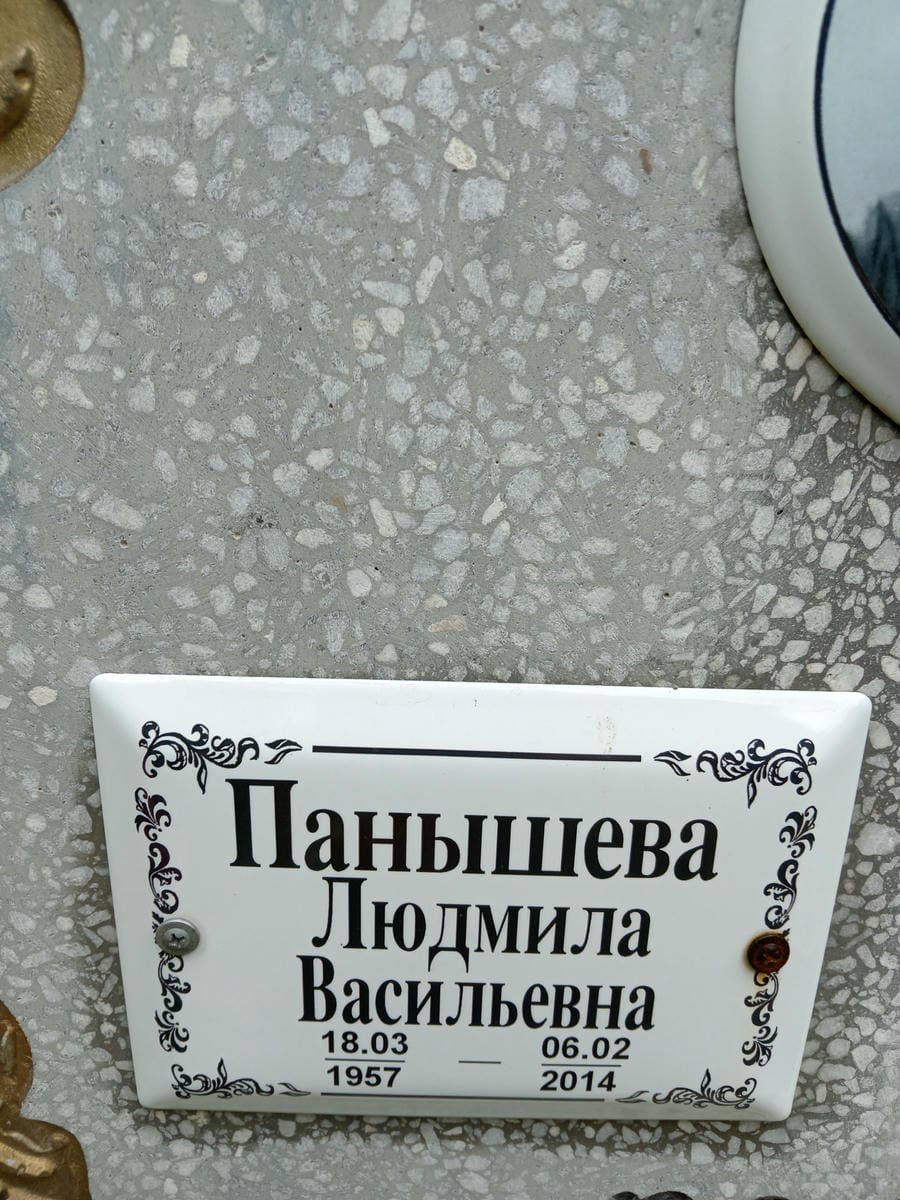 Панышева
Людмила
Васильевна
18.03 — 06.02
1957 2014